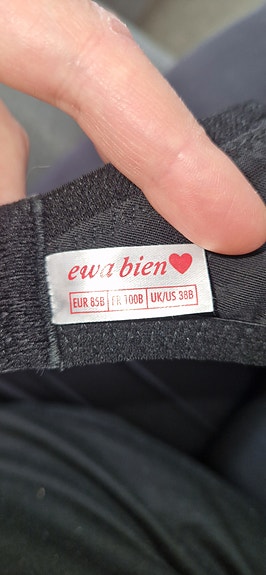 ewa bien
EUR 85B FR 100B UK/US 38B